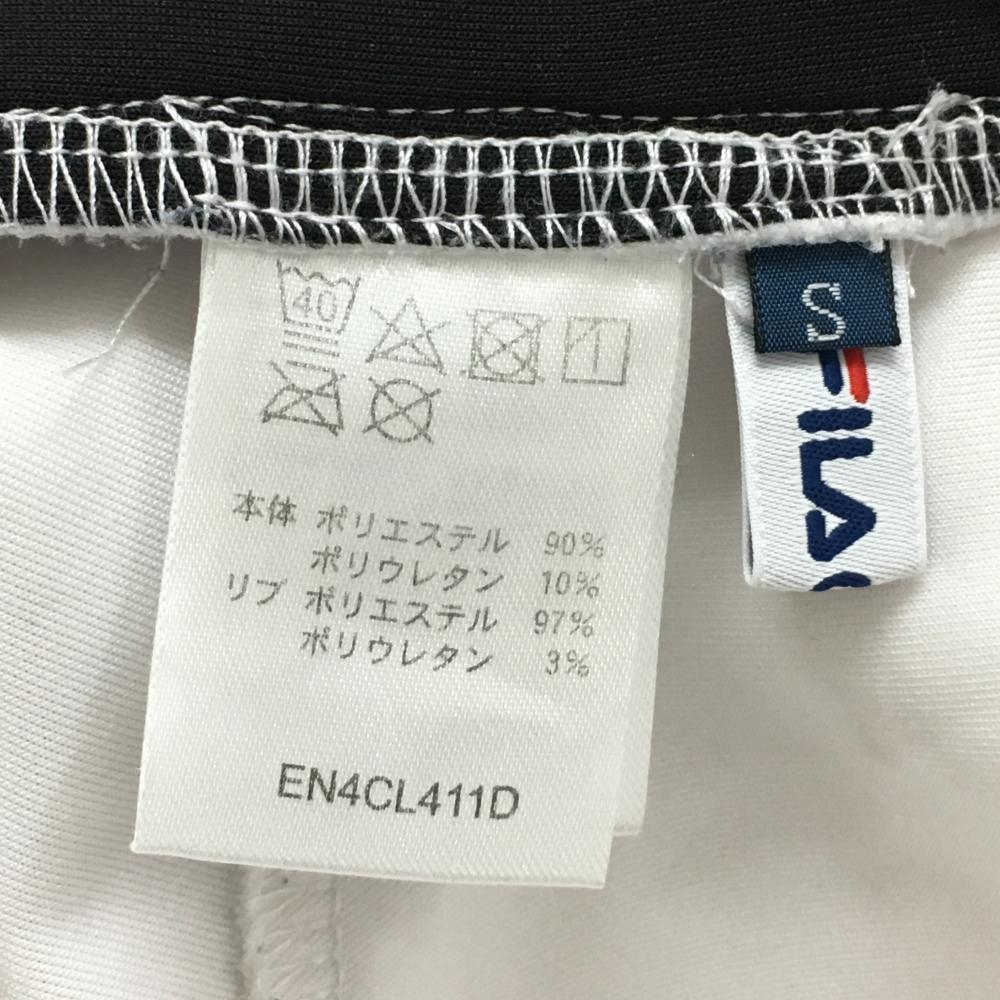 40
本体 ポリエステル 90%
ポリウレタン 10%
リブ ポリエステル 97%
ポリウレタン 3%
EN4CL411D
S
FILA